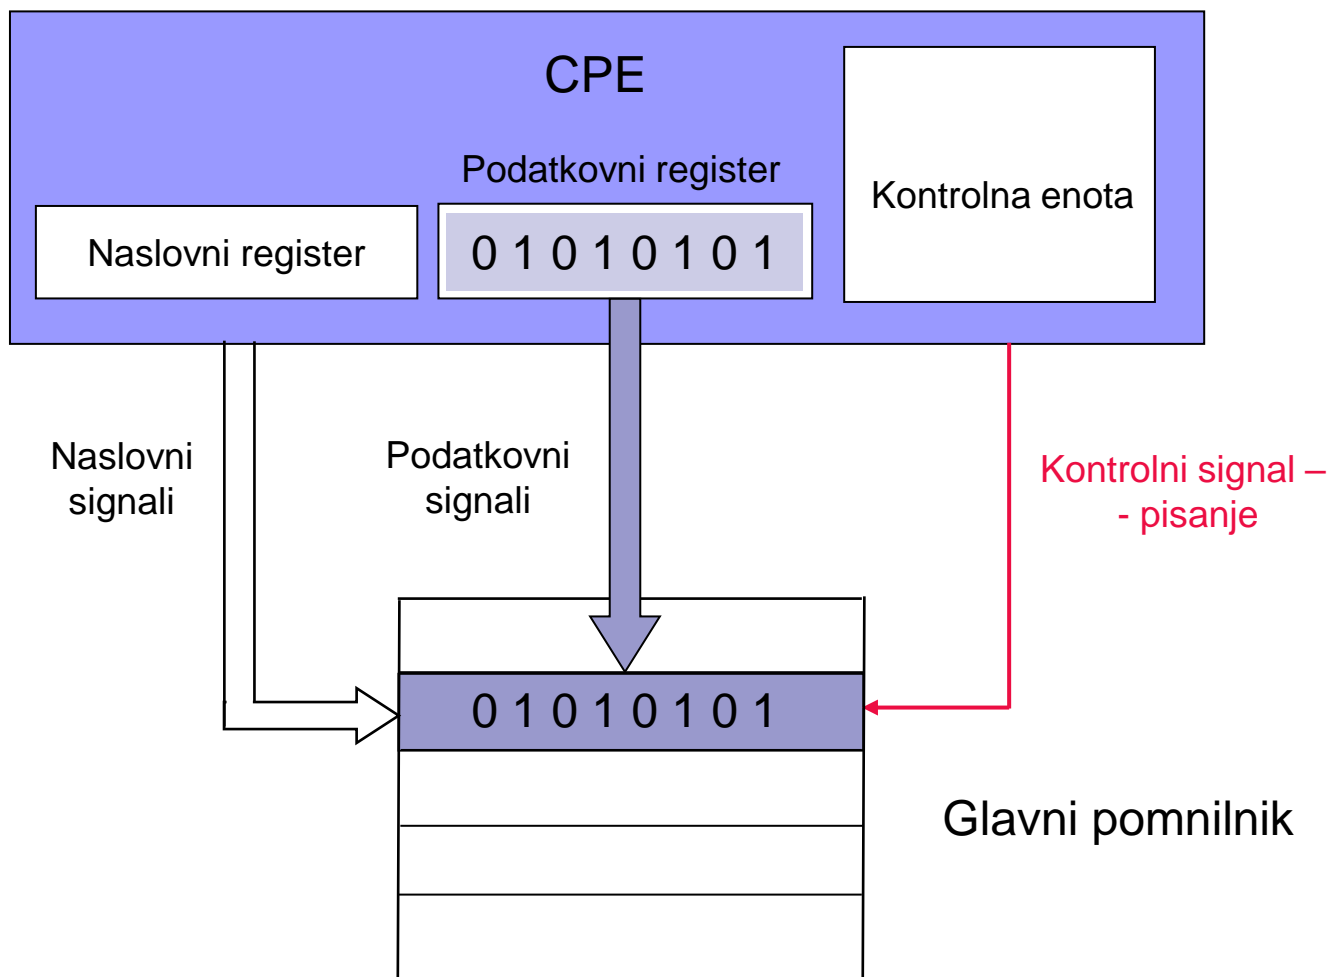 CPE
Podatkovni register
Kontrolna enota
Naslovni register
0 1 0 1 0 1 0 1
Naslovni
signali
Podatkovni
signali
Kontrolni signal –
- pisanje
0 1 0 1 0 1 0 1
Glavni pomnilnik